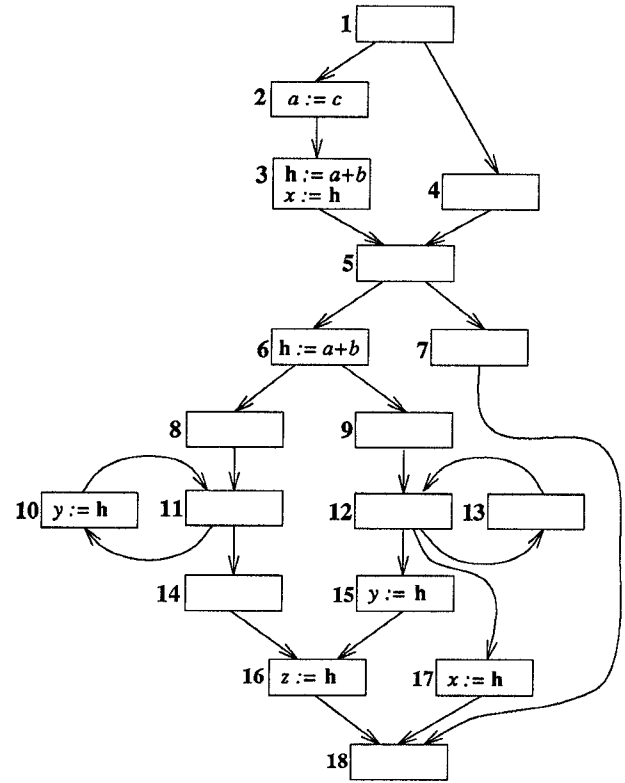 1
2 a := c
3 h := a+b
x := h
4
5
6 h := a+b
7
8
9
10 y := h
11
12
13
14
15 y := h
16 z := h
17 x := h
18